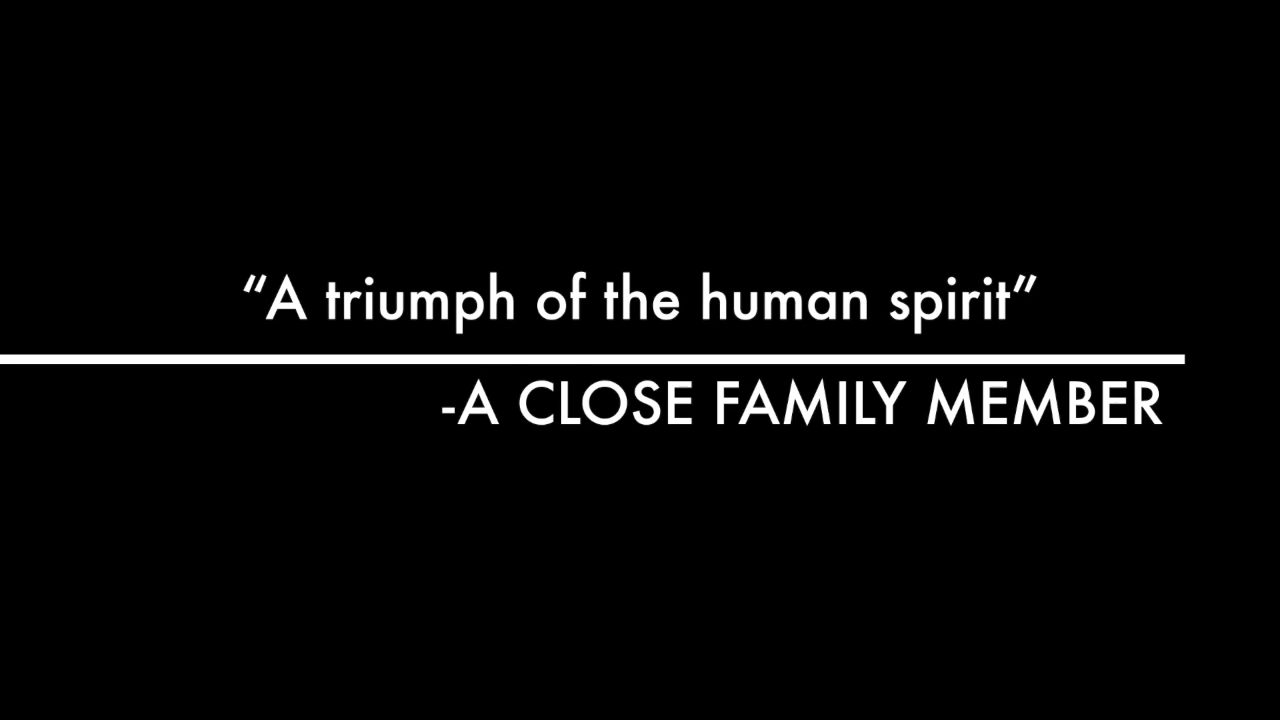 “A triumph of the human spirit”
-A CLOSE FAMILY MEMBER